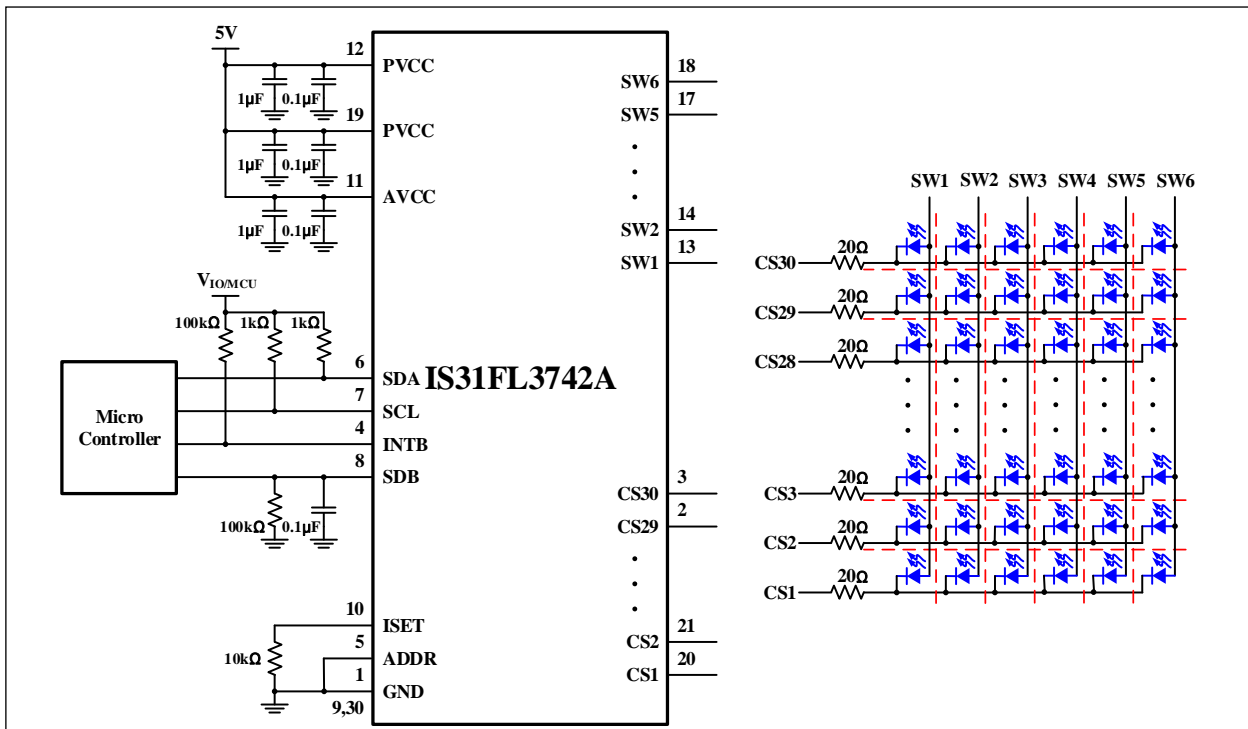 5V
12
PVCC
1μF 0.1μF
19
PVCC
1μF 0.1μF
11
AVCC
1μF 0.1μF
VIO/MCU
100kΩ 1kΩ 1kΩ
Micro
Controller
6
SDA
7
SCL
4
INTB
8
SDB
100kΩ 0.1μF
10
ISET
10kΩ
5
ADDR
1
GND
9,30
IS31FL3742A
18
SW6
17
SW5
14
SW2
13
SW1
3
CS30
2
CS29
21
CS2
20
CS1
SW1 SW2 SW3 SW4 SW5 SW6
CS30 20Ω
CS29 20Ω
CS28 20Ω
CS3 20Ω
CS2 20Ω
CS1 20Ω